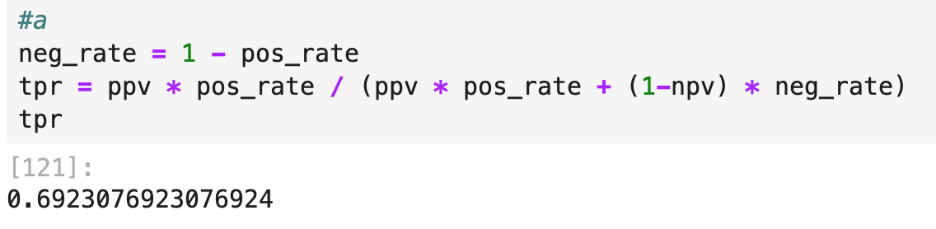 #a
neg_rate = 1 - pos_rate
tpr = ppv * pos_rate / (ppv * pos_rate + (1-npv) * neg_rate)
tpr
[121]:
0.6923076923076924